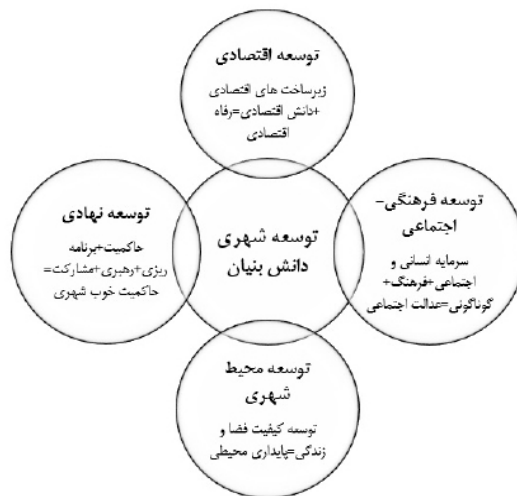 توسعه اقتصادی
زیرساخت های اقتصادی
+دانش اقتصادی=رفاه
اقتصادی
توسعه فرهنگی-
اجتماعی
سرمایه انسانی و
اجتماعی+فرهنگ+
گوناگونی=عدالت اجتماعی
توسعه شهری
دانش بنیان
توسعه نهادی
حاکمیت+برنامه
ریزی+رهبری+مشارکت=
حاکمیت خوب شهری
توسعه محیط
شهری
توسعه کیفیت فضا و
زندگی=پایداری محیطی